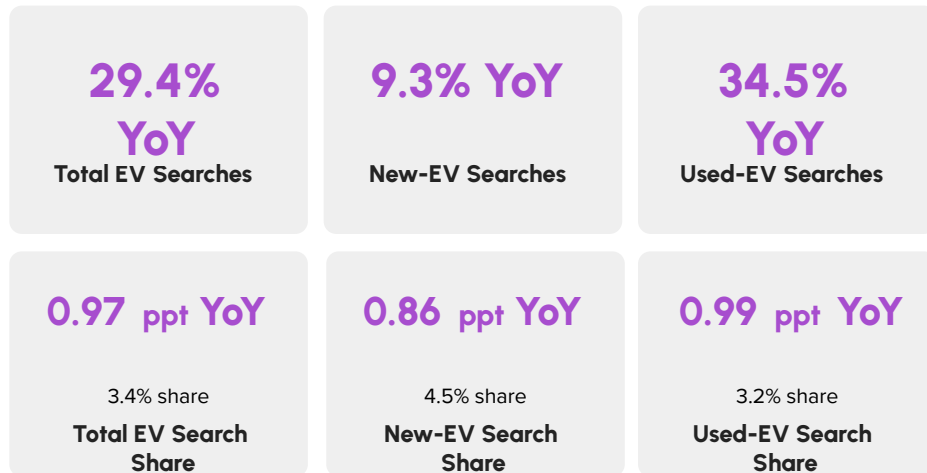 29.4%
YoY
Total EV Searches
9.3% YoY
New-EV Searches
34.5%
YoY
Used-EV Searches
0.97 ppt YoY
3.4% share
Total EV Search
Share
0.86 ppt YoY
4.5% share
New-EV Search
Share
0.99 ppt YoY
3.2% share
Used-EV Search
Share